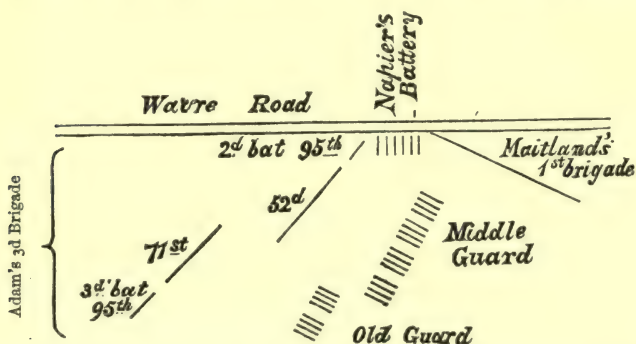 Napier's
Battery
Wavre Road
2d bat 95th
Maitlands'
1st brigade
52d
Adam's 3d Brigade
71st
Middle
Guard
3d bat
95th
Old Guard